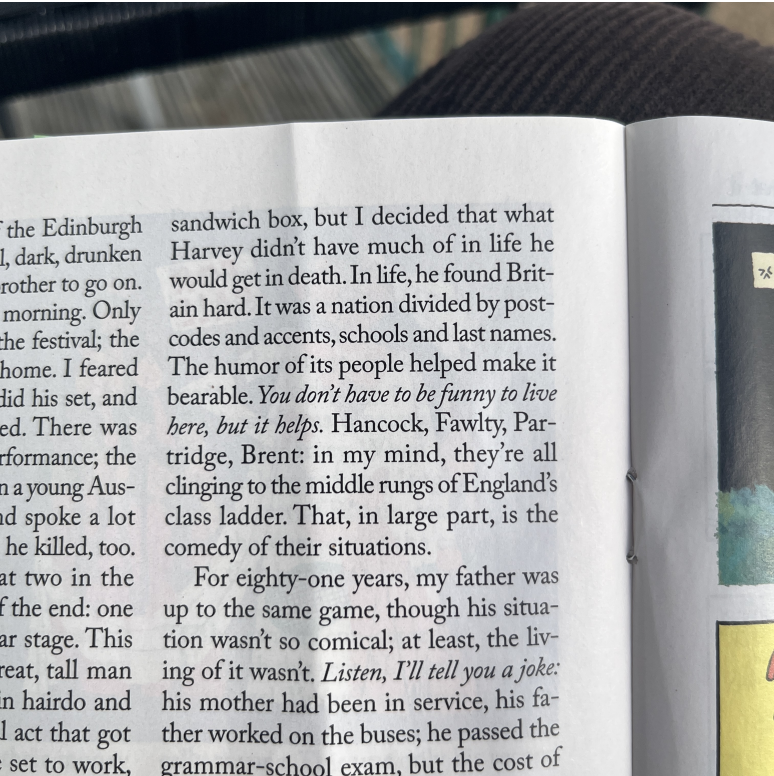 the Edinburgh
dark, drunken
to go on.
morning. Only
the festival; the
home. I feared
his set, and
There was
the
a young Aus-
spoke a lot
he killed, too.
at two in the
the end: one
stage. This
tall man
hairdo and
act that got
set to work,
sandwich box, but I decided that what
Harvey didn't have much of in life he
would get in death. In life, he found Brit-
ain hard. It was a nation divided by post-
codes and accents, schools and last names.
The humor of its people helped make it
bearable. You don't have to be funny to live
here, but it helps. Hancock, Fawlty, Par-
tridge, Brent: in my mind, they're all
clinging to the middle rungs of England's
class ladder. That, in large part, is the
comedy of their situations.
For eighty-one years, my father was
up to the same game, though his situa-
tion wasn't so comical; at least, the liv-
ing of it wasn't. Listen, I'll tell you a joke:
his mother had been in service, his fa-
ther worked on the buses; he passed the
grammar-school exam, but the cost of